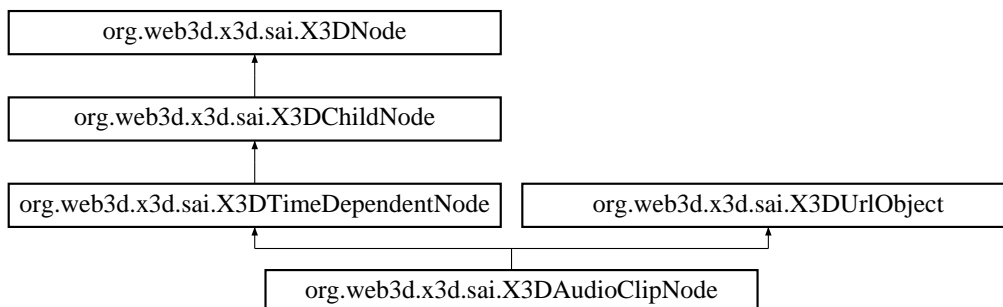 org.web3d.x3d.sai.X3DNode
org.web3d.x3d.sai.X3DChildNode
org.web3d.x3d.sai.X3DTimeDependentNode
org.web3d.x3d.sai.X3DUrlObject
org.web3d.x3d.sai.X3DAudioClipNode